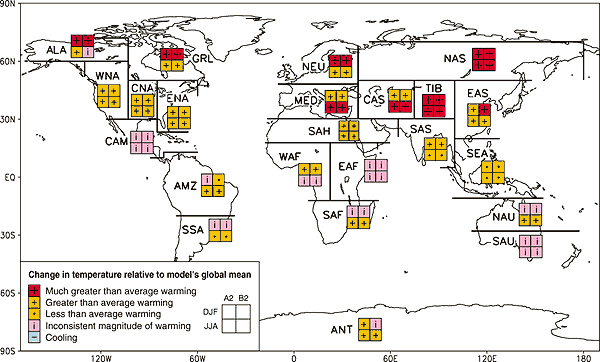 90N
60N
30N
EQ
30S
60S
90S
ALA
GRL
WNA
CNA
ENA
CAM
AMZ
SSA
NEU
NAS
MED
CAS
TIB
EAS
SAH
SAS
WAF
EAF
SEA
SAF
NAU
SAU
ANT
Change in temperature relative to model's global mean
Much greater than average warming
Greater than average warming
Less than average warming
i Inconsistent magnitude of warming
Cooling
A2 B2
DJF
JJA
120W 60W 0 60E 120E 180